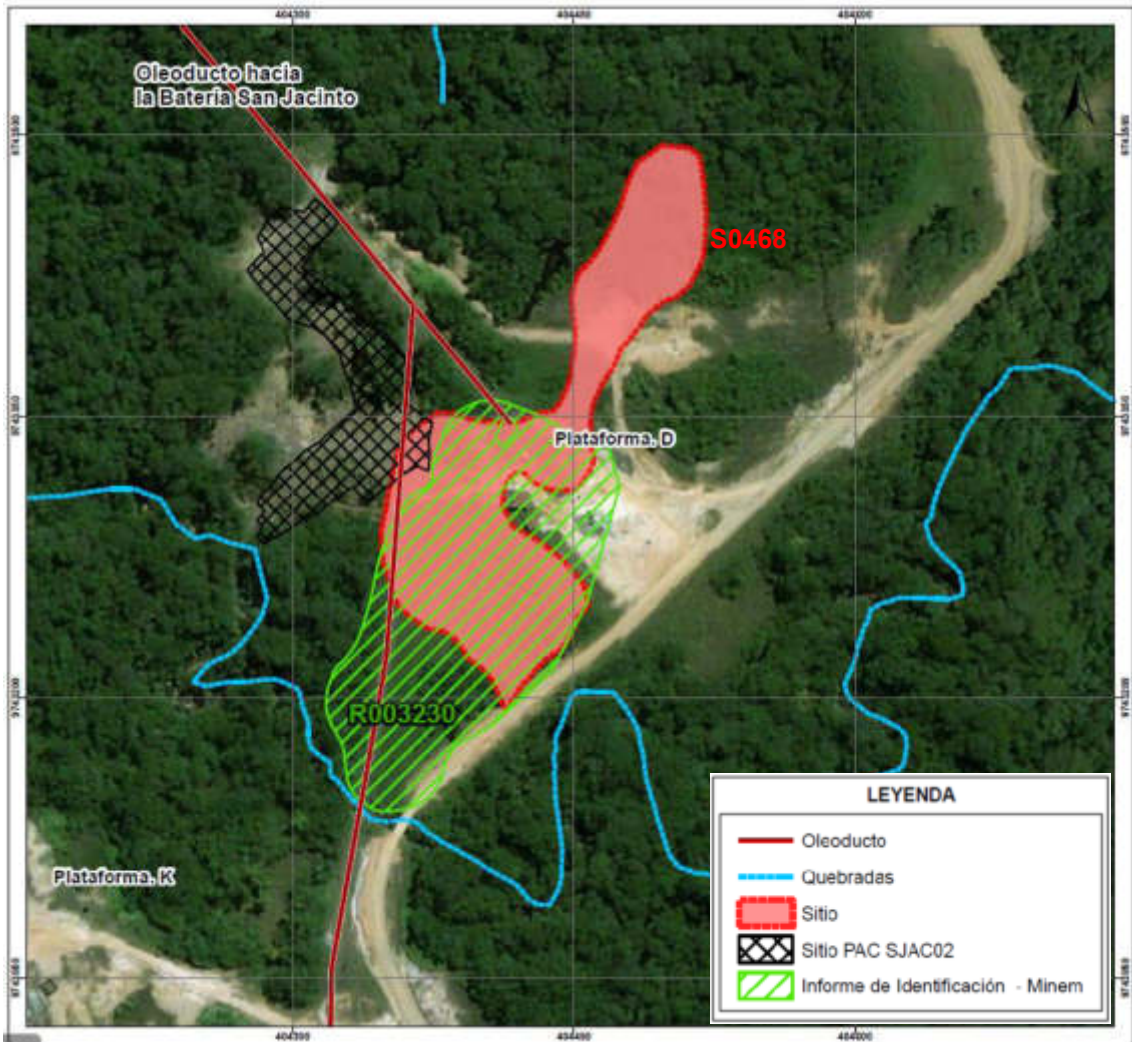 Oleoducto hacia
la Bateria San Jacinto
S0468
Plataforma. D
R003230
Plataforma. K
LEYENDA
Oleoducto
Quebradas
Sitio
Sitio PAC SJAC02
Informe de Identificación - Minem